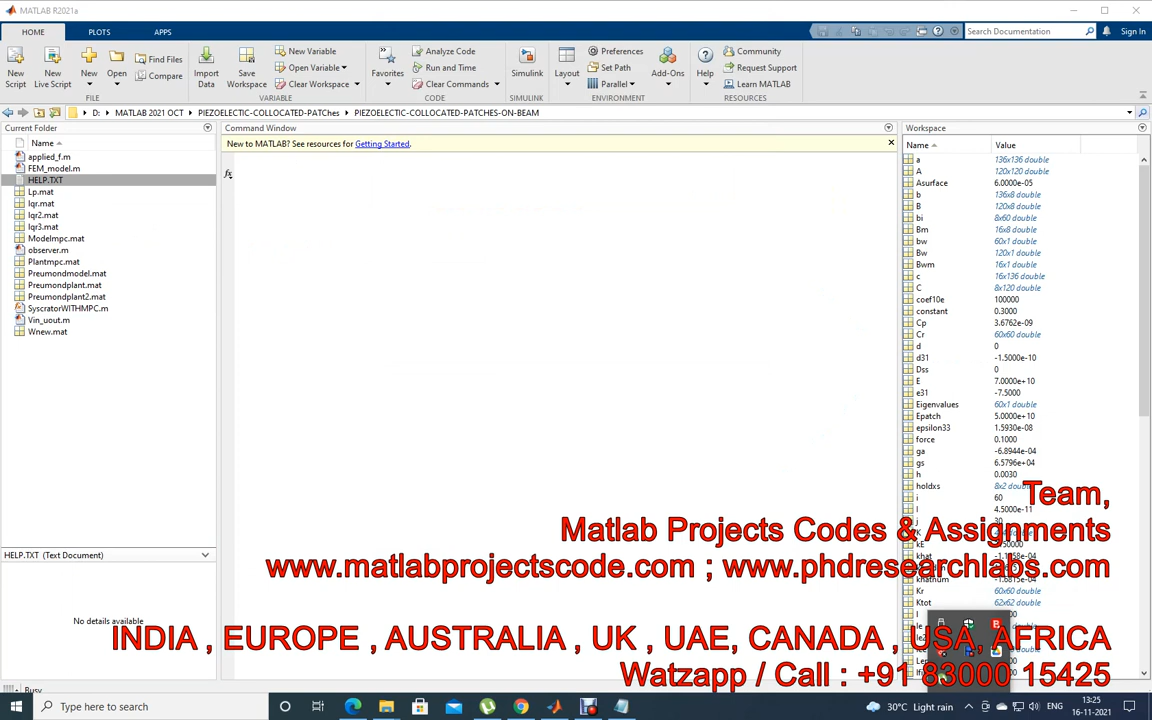 MATLAB R2021a
HOME PLOTS APPS
Search Documentation
Sign In
New Script
New Live Script
New
Open
Find Files
Compare
FILE
Import Data
Save Workspace
New Variable
Open Variable
Clear Workspace
VARIABLE
Favorites
Analyze Code
Run and Time
Clear Commands
CODE
Simulink
SIMULINK
Layout
Preferences
Set Path
Parallel
Add-Ons
ENVIRONMENT
Help
Community
Request Support
Learn MATLAB
RESOURCES
D: MATLAB 2021 OCT PIEZOELECTIC-COLLOCATED-PATChes PIEZOELECTIC-COLLOCATED-PATCHES-ON-BEAM
Current Folder
Name
applied_f.m
FEM_model.m
HELP.TXT
Lp.mat
lqr.mat
lqr2.mat
lqr3.mat
Modelmpc.mat
observer.m
Plantmpc.mat
Preumondmodel.mat
Preumondplant.mat
Preumondplant2.mat
SyscratorWITHMPC.m
Vin_uout.m
Wnew.mat
HELP.TXT (Text Document)
No details available
Command Window
New to MATLAB? See resources for Getting Started.
fx
Workspace
Name Value
a 136x136 double
A 120x120 double
Asurface 6.0000e-05
b 136x8 double
B 120x8 double
bi 8x60 double
Bm 16x8 double
bw 60x1 double
Bw 120x1 double
Bwm 16x1 double
c 16x136 double
C 8x120 double
coef10e 100000
constant 0.3000
Cp 3.6762e-09
Cr 60x60 double
d 0
d31 -1.5000e-10
Dss 0
E 7.0000e+10
e31 -7.5000
Eigenvalues 60x1 double
Epatch 5.0000e+10
epsilon33 1.5930e-08
force 0.1000
ga -6.8944e-04
gs 6.5796e+04
h 0.0030
holdxs 8x2 double
i 60
I 4.5000e-11
j 30
kE
khat
khathum -1.6815e-04
Kr 60x60 double
Ktot 62x62 double
Team,
Matlab Projects Codes & Assignments
www.matlabprojectscode.com ; www.phdresearchlabs.com
INDIA , EUROPE , AUSTRALIA , UK , UAE, CANADA , USA, AFRICA
Watzapp / Call : +91 83000 15425
Busy
Type here to search
30°C Light rain
ENG
13:25
16-11-2021